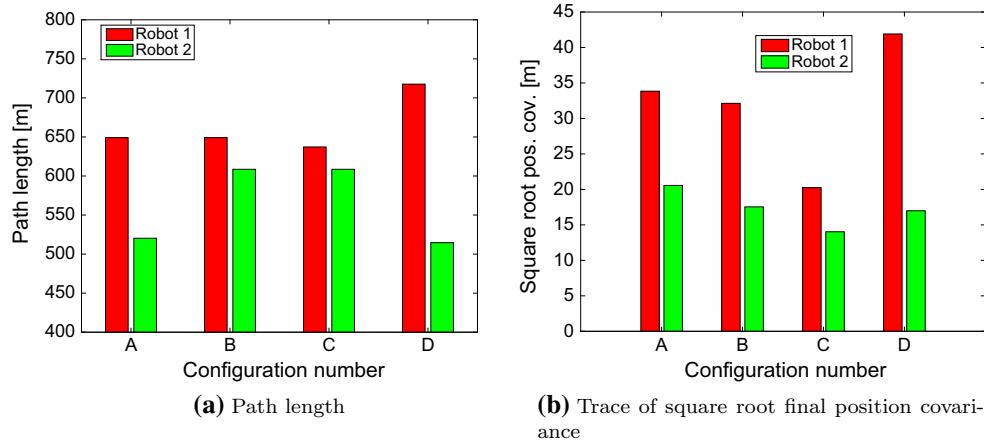 800
750
700
650
600
550
500
450
400
Path length [m]
Robot 1
Robot 2
A B C D
Configuration number
(a) Path length
45
40
35
30
25
20
15
10
5
0
Square root pos. cov. [m]
Robot 1
Robot 2
A B C D
Configuration number
(b) Trace of square root final position covari-
ance